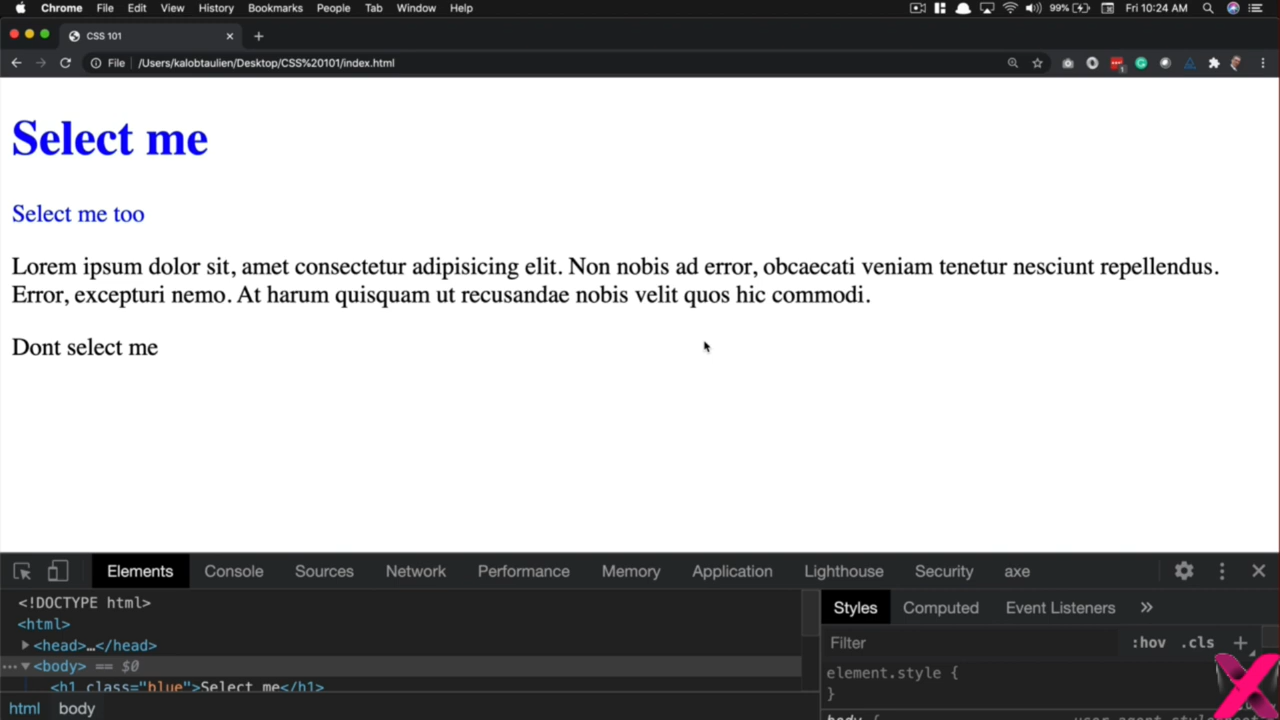 Chrome File Edit View History Bookmarks People Tab Window Help 99% Fri 10:24 AM
CSS 101
File /Users/kalobtaulien/Desktop/CSS%20101/index.html
Select me
Select me too
Lorem ipsum dolor sit, amet consectetur adipisicing elit. Non nobis ad error, obcaecati veniam tenetur nesciunt repellendus.
Error, excepturi nemo. At harum quisquam ut recusandae nobis velit quos hic commodi.
Dont select me
Elements Console Sources Network Performance Memory Application Lighthouse Security axe
<!DOCTYPE html>
<html>
<head>…</head>
<body> == $0
<h1 class="blue">Select me</h1>
html body
Styles Computed Event Listeners »
Filter :hov .cls +
element.style {
}
body { user agent stylesheet